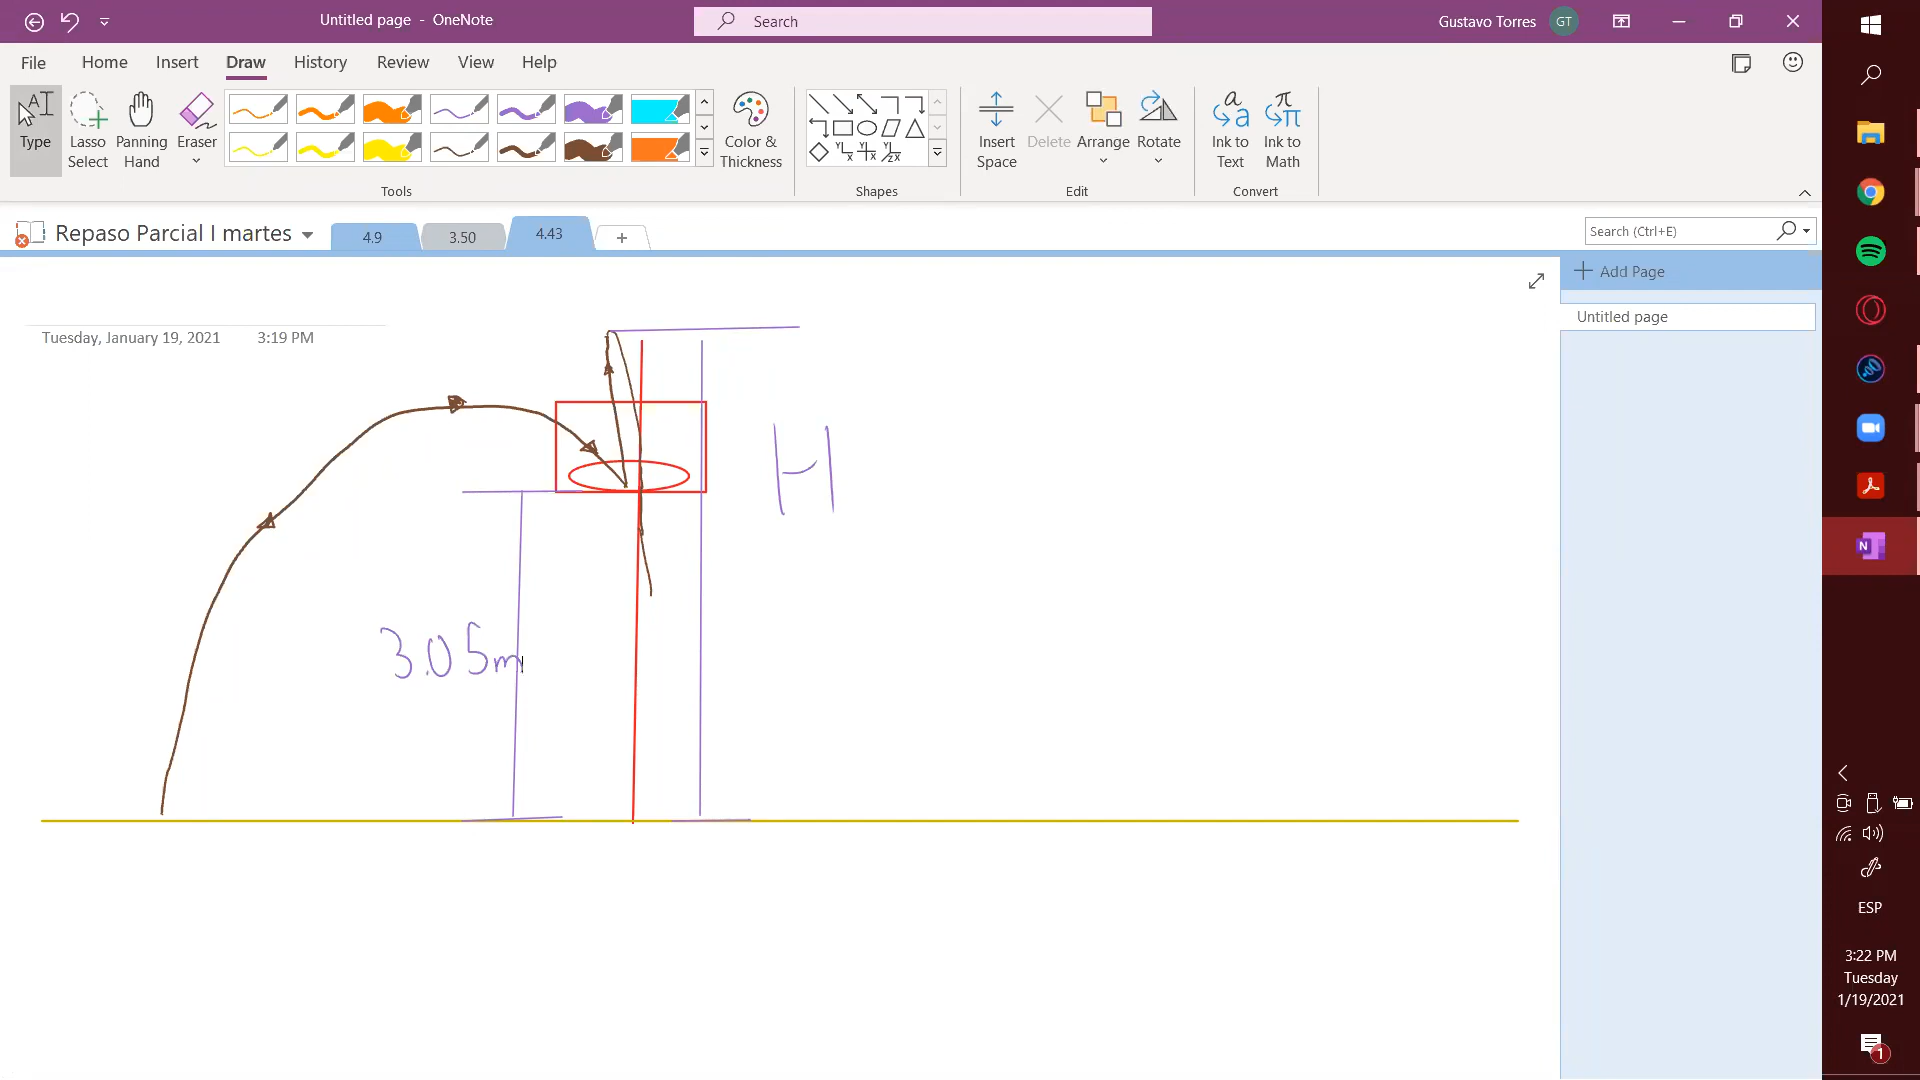 Untitled page - OneNote
Search
Gustavo Torres
GT
File
Home
Insert
Draw
History
Review
View
Help
Type
Lasso Select
Panning Hand
Eraser
Color & Thickness
Insert Space
Delete
Arrange
Rotate
Ink to Text
Ink to Math
Tools
Shapes
Edit
Convert
Repaso Parcial I martes
4.9
3.50
4.43
Search (Ctrl+E)
Add Page
Untitled page
Tuesday, January 19, 2021
3:19 PM
H
3.05m
ESP
3:22 PM
Tuesday
1/19/2021
1